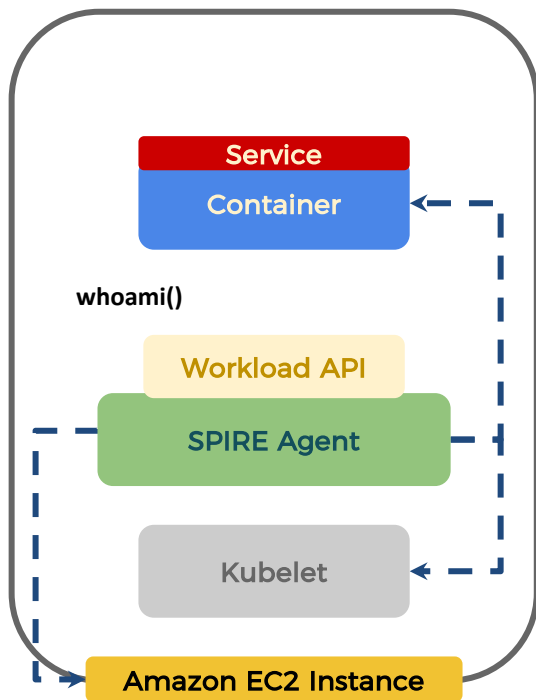 Service
Container
whoami()
Workload API
SPIRE Agent
Kubelet
Amazon EC2 Instance